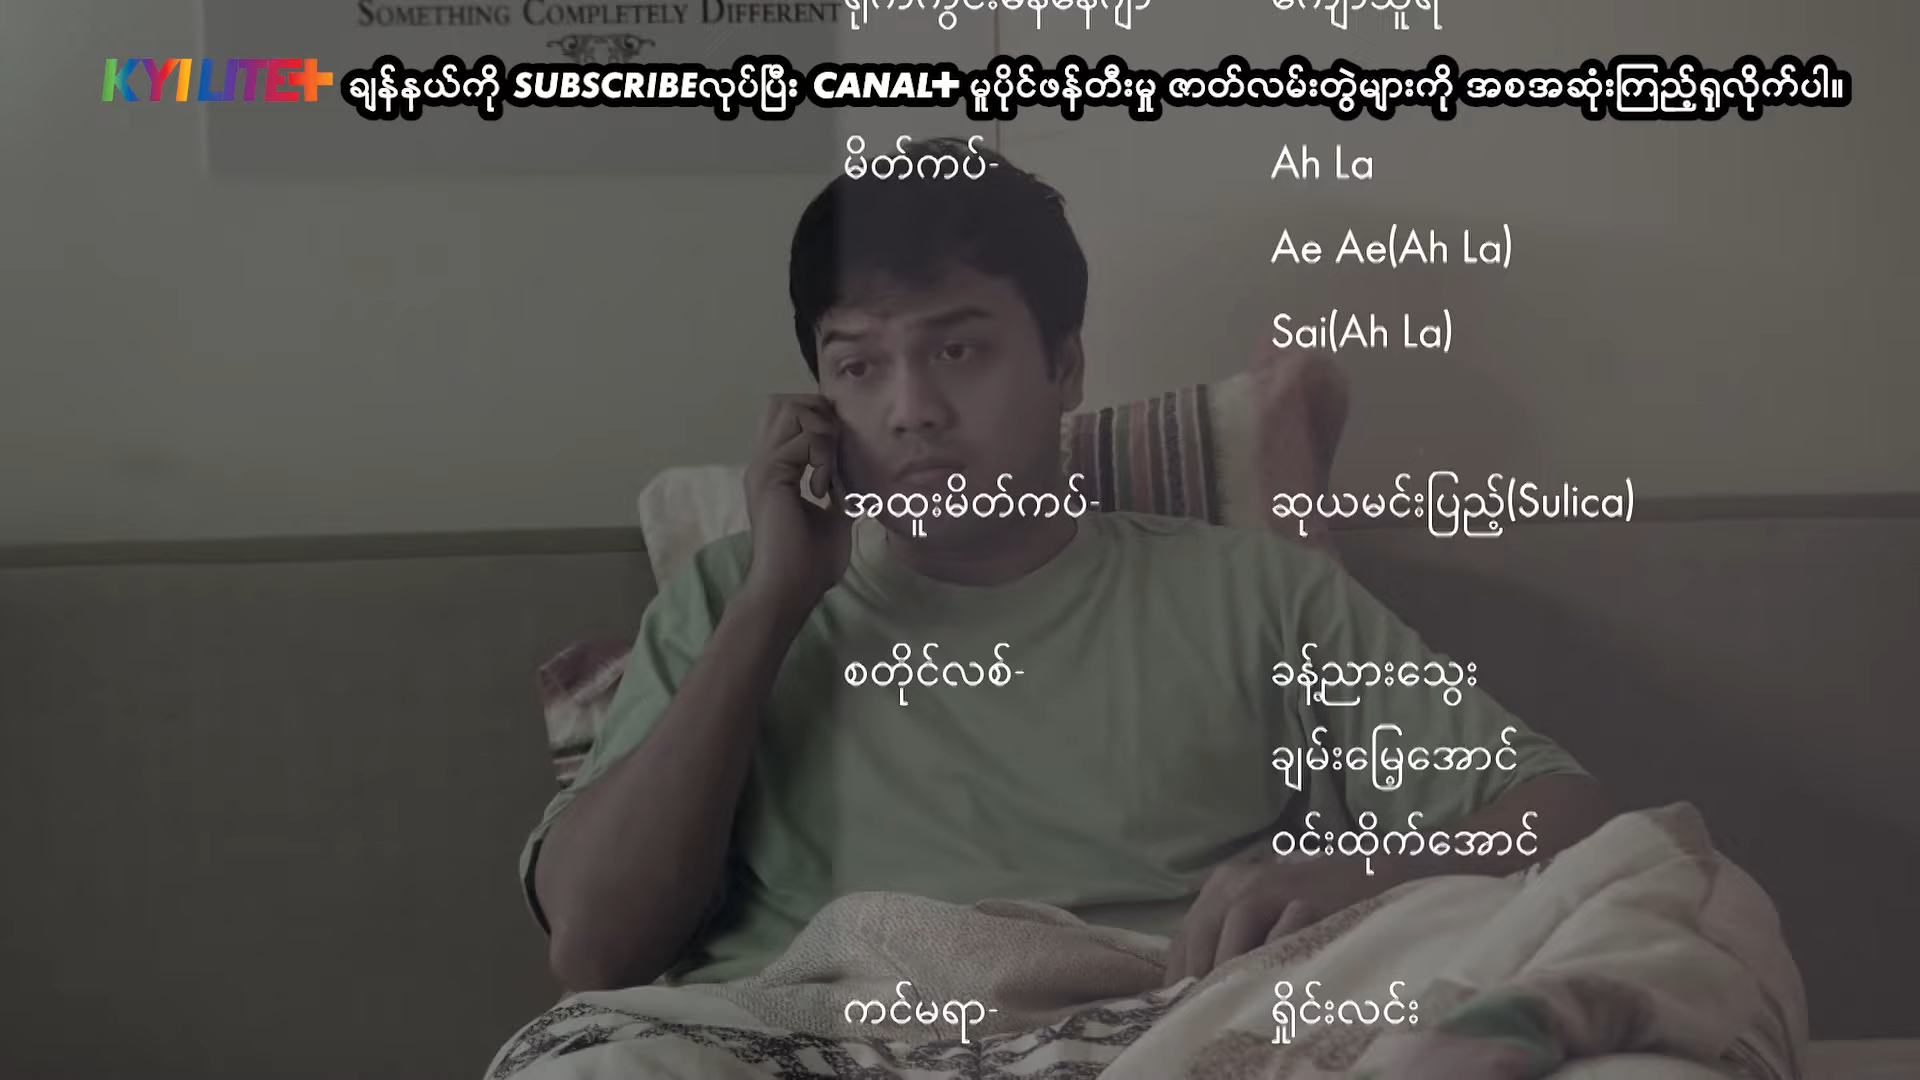 SOMETHING COMPLETELY DIFFERENT
KYI LITE+ ချန်နယ်ကို SUBSCRIBEလုပ်ပြီး CANAL+ မူပိုင်ဖန်တီးမှု ဇာတ်လမ်းတွဲများကို အစအဆုံးကြည့်ရှုလိုက်ပါ။
မိတ်ကပ်- Ah La
Ae Ae(Ah La)
Sai(Ah La)
အထူးမိတ်ကပ်- ဆုယမင်းပြည့်(Sulica)
စတိုင်လစ်- ခန့်ညားသွေး
ချမ်းမြေ့အောင်
ဝင်းထိုက်အောင်
ကင်မရာ- ရှိုင်းလင်း